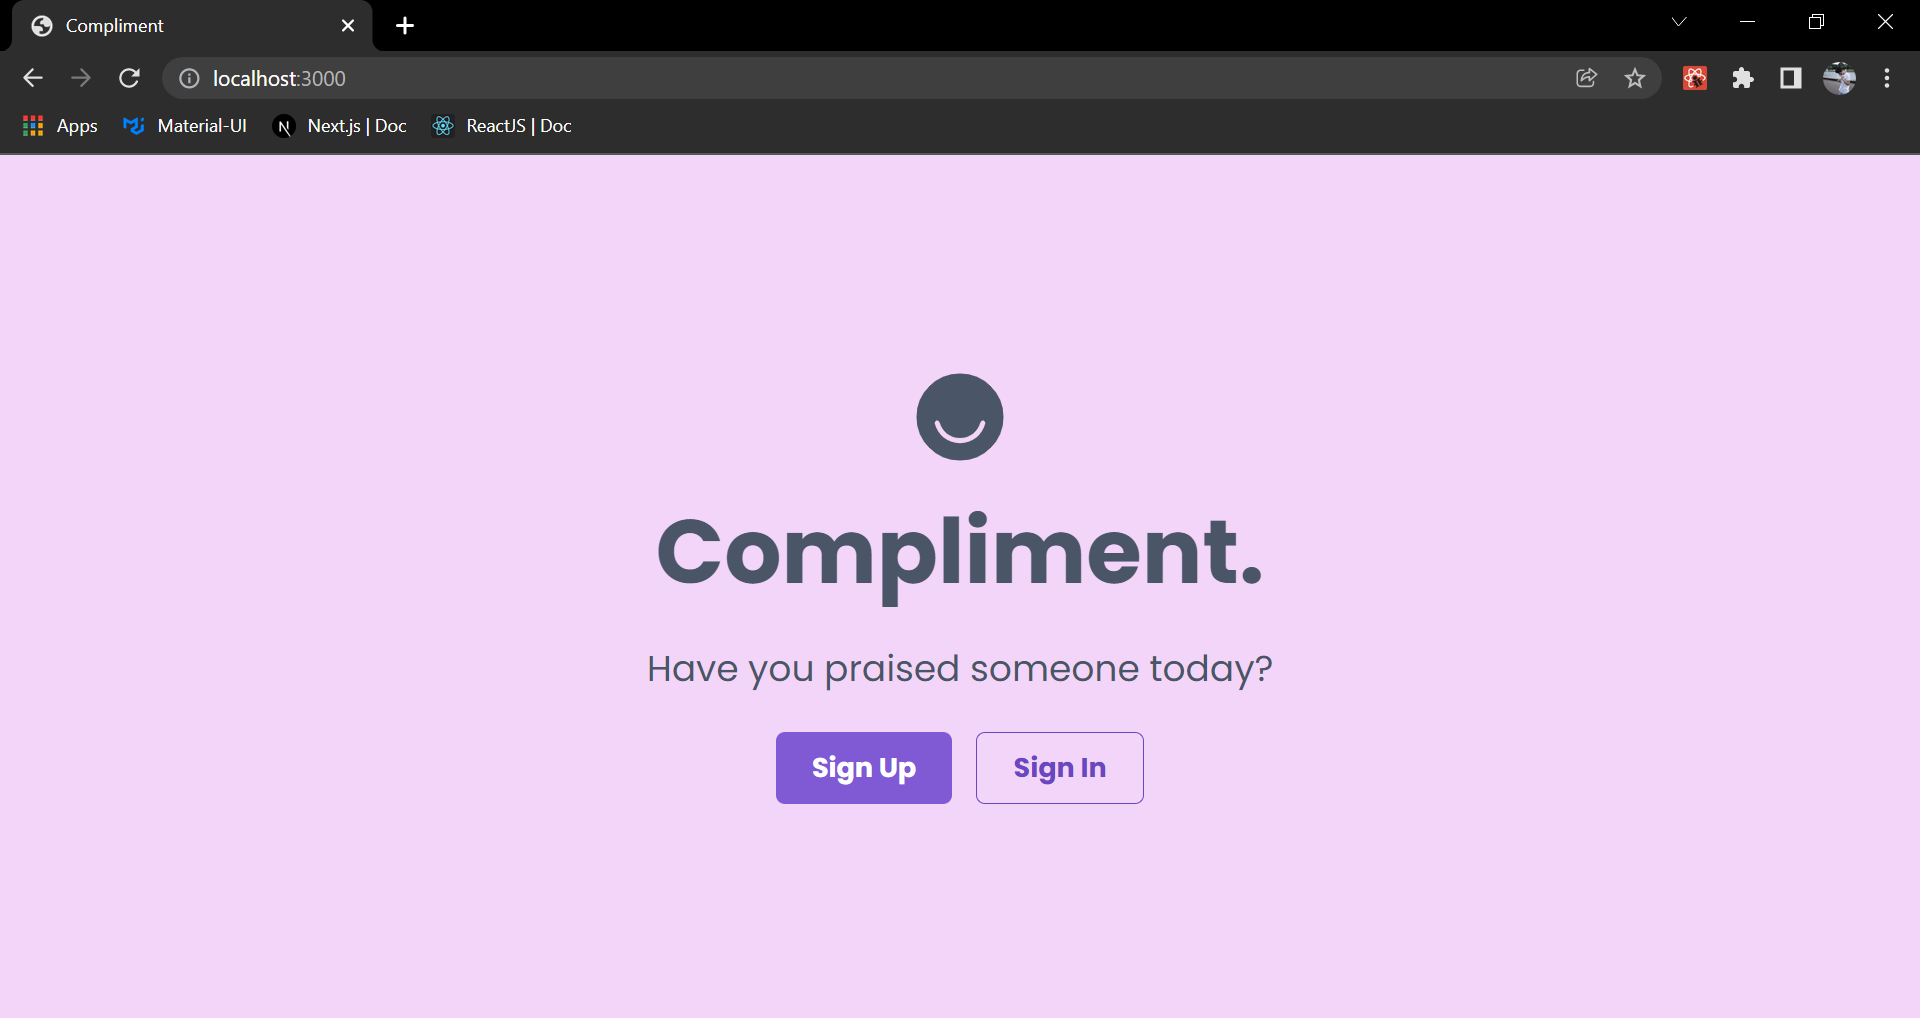 Compliment
localhost:3000
Apps Material-UI Next.js | Doc ReactJS | Doc
Compliment.
Have you praised someone today?
Sign Up Sign In